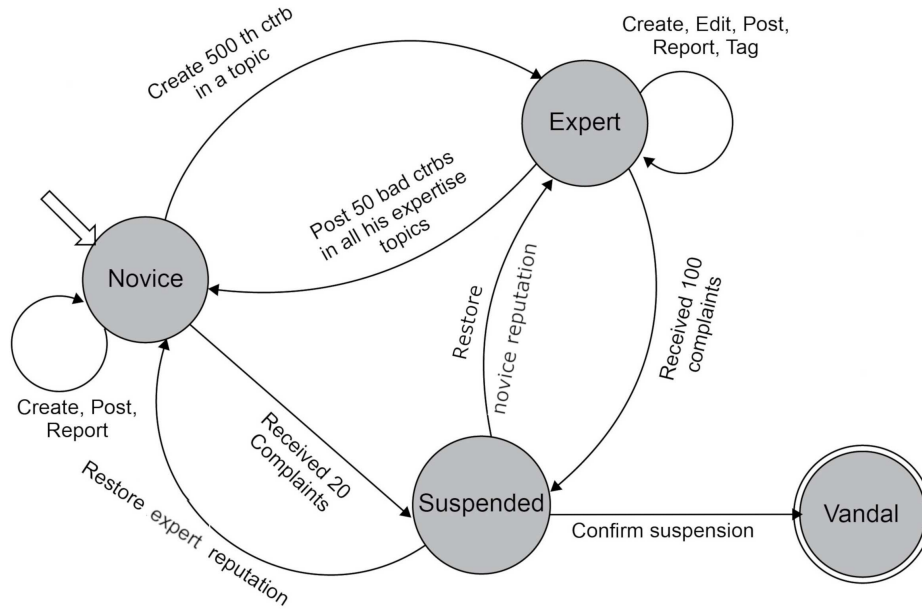 Create, Edit, Post,
Report, Tag
Create 500 th ctrb
in a topic
Expert
Post 50 bad ctrbs
in all his expertise
topics
Novice
Restore
novice reputation
Received 100
complaints
Create, Post,
Report
Received 20
Complaints
Restore expert reputation
Suspended
Confirm suspension
Vandal